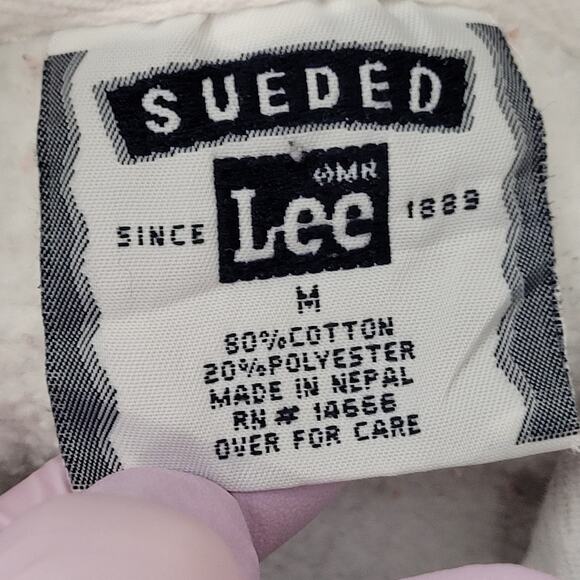 SUEDED
®MR
Lee
SINCE 1889
M
80% COTTON
20% POLYESTER
MADE IN NEPAL
RN # 14666
OVER FOR CARE